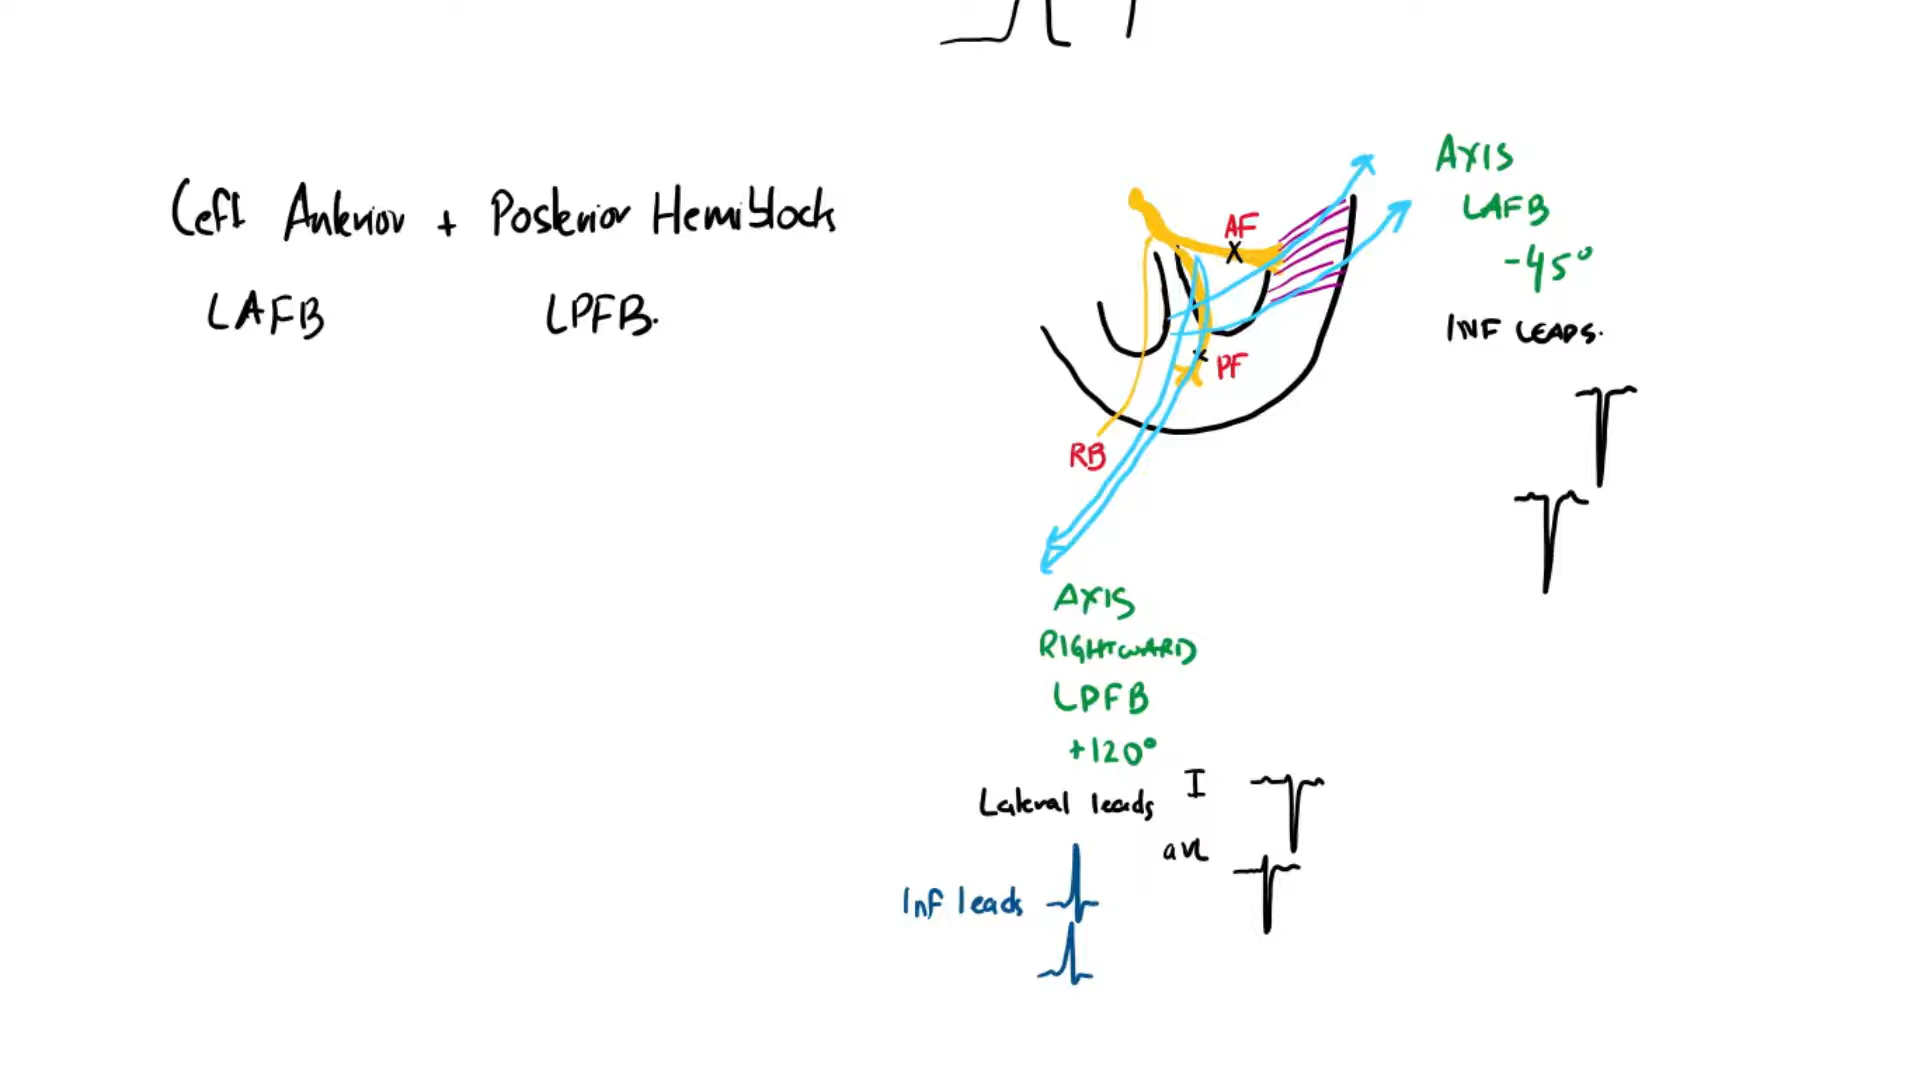 Left Anterior + Posterior Hemiblock
LAFB LPFB.
AF
PF
RB
AXIS
LAFB
-45°
INF LEADS.
AXIS
RIGHTWARD
LPFB
+120°
Lateral leads I
avL
Inf leads